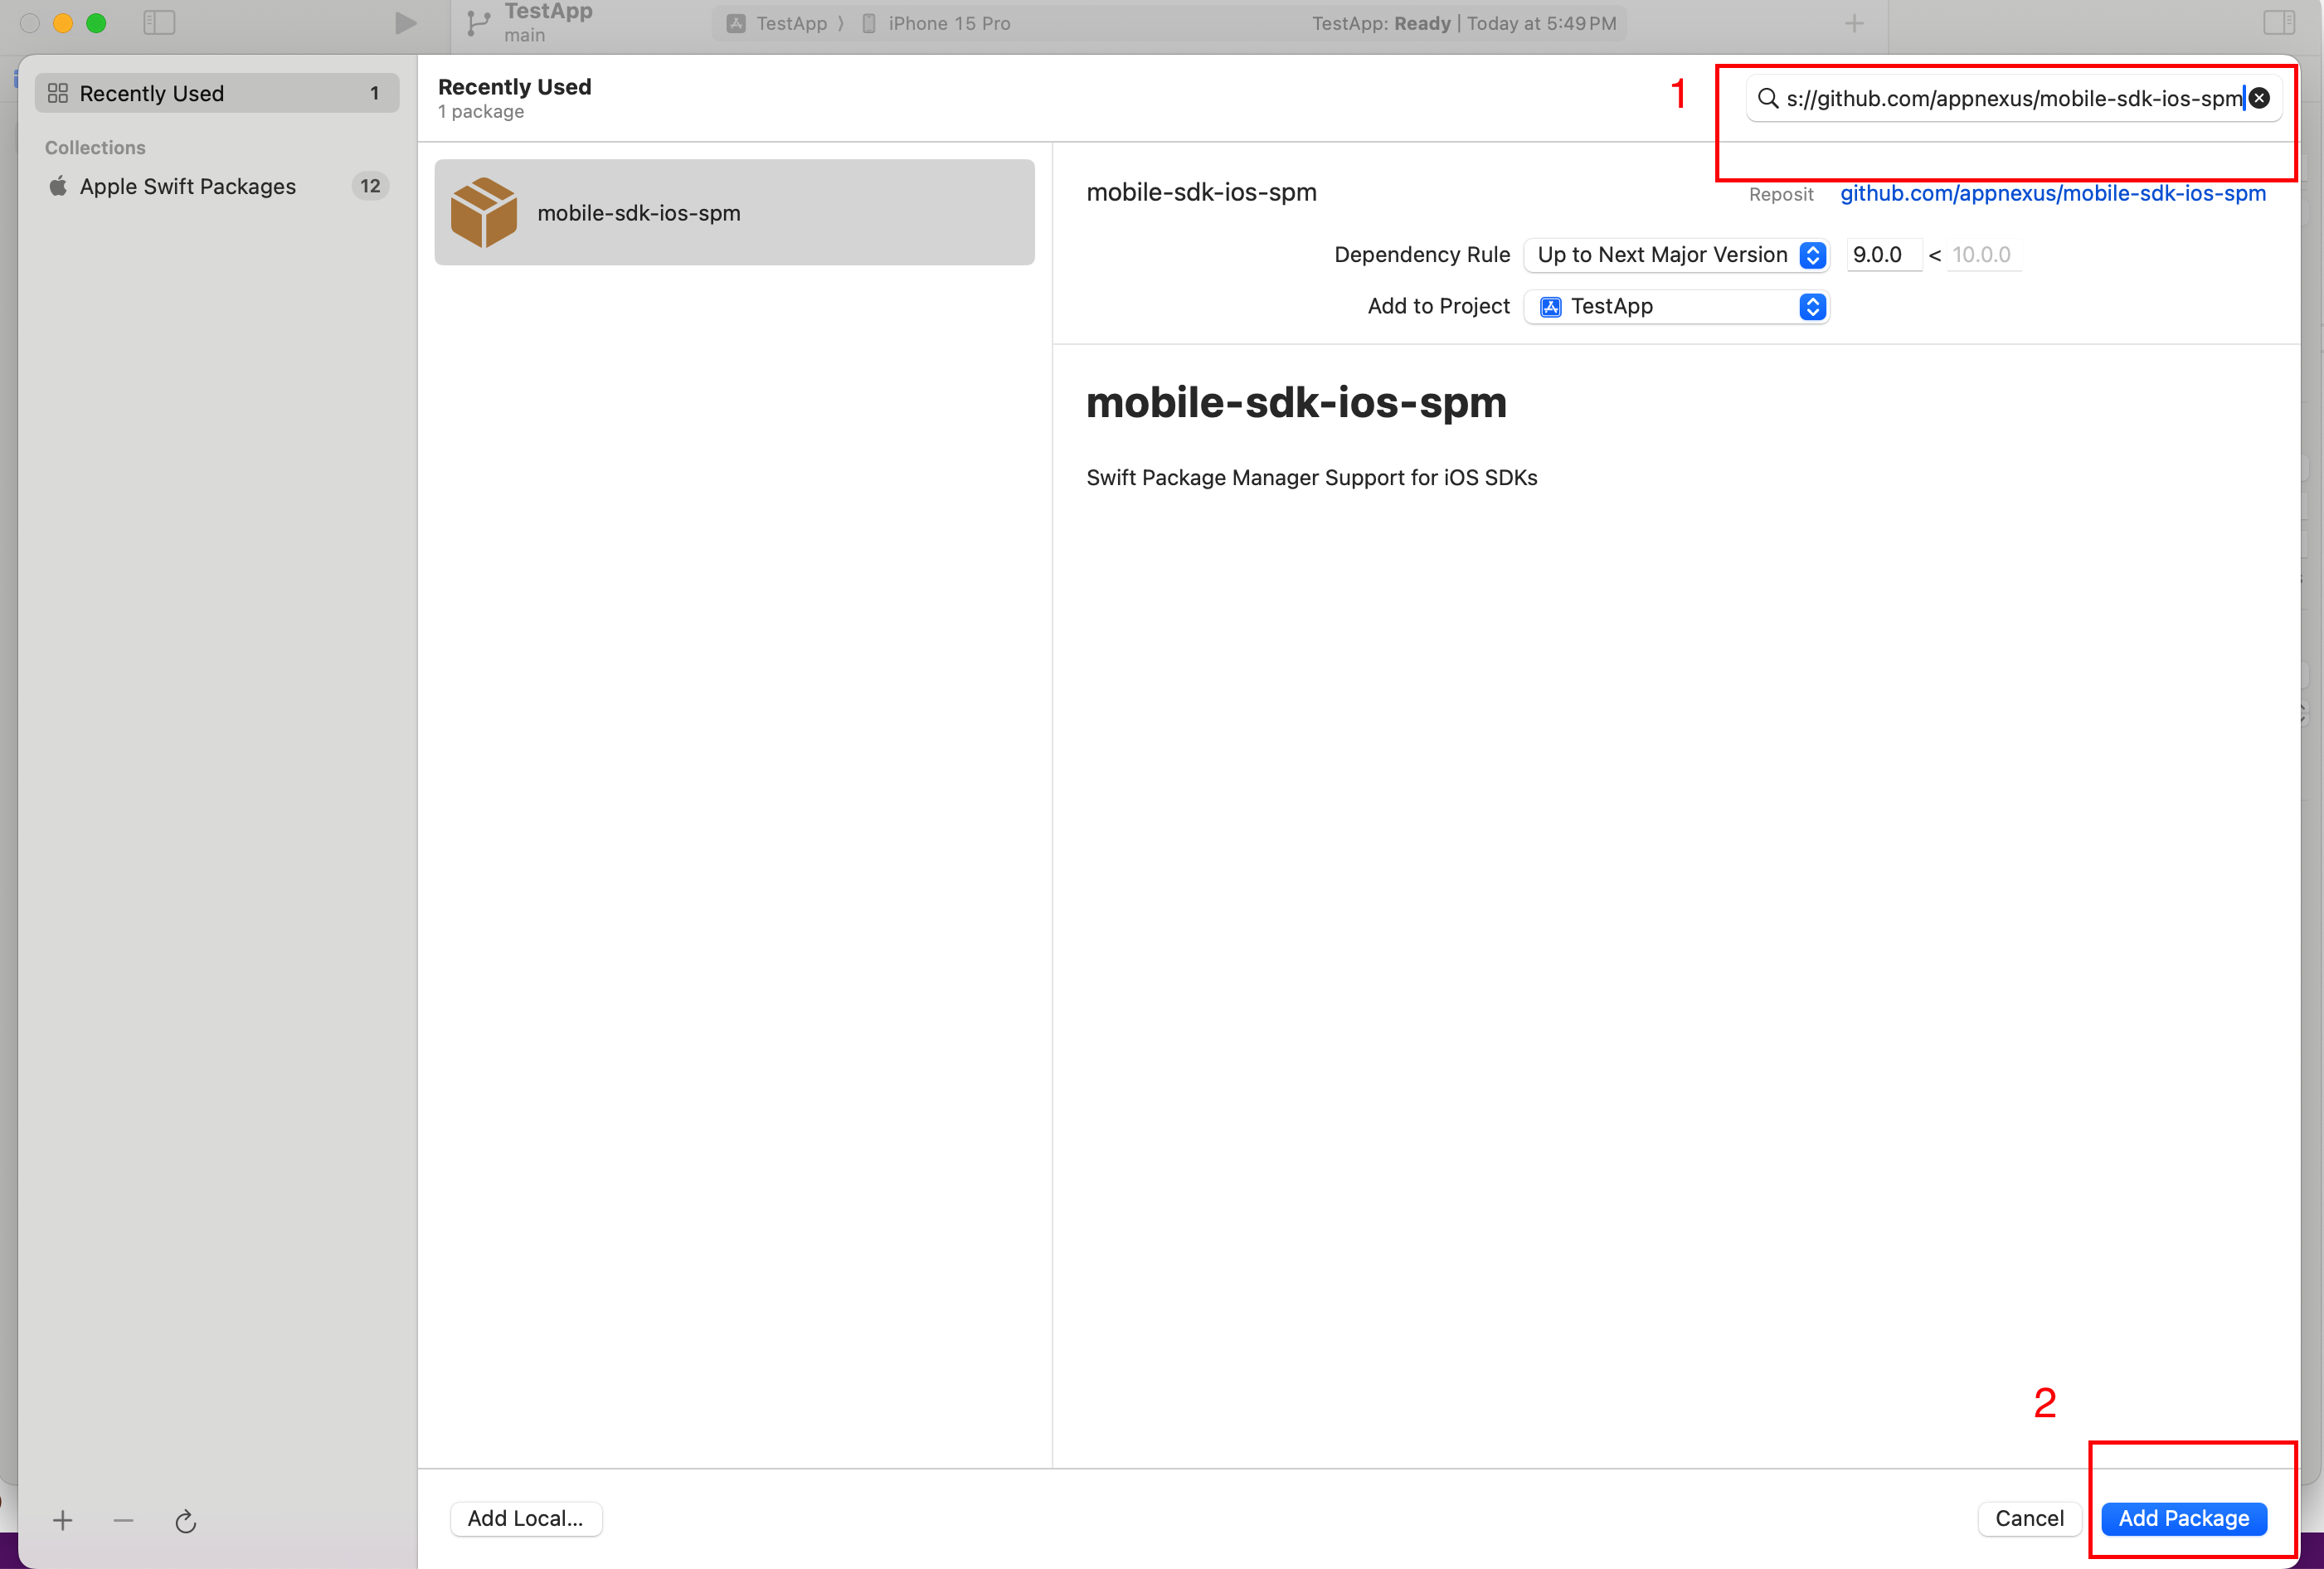 TestApp
main
TestApp 〉 iPhone 15 Pro
TestApp: Ready | Today at 5:49 PM
Recently Used 1
Collections
Apple Swift Packages 12
Recently Used
1 package
1
s://github.com/appnexus/mobile-sdk-ios-spm
mobile-sdk-ios-spm
mobile-sdk-ios-spm
Reposit github.com/appnexus/mobile-sdk-ios-spm
Dependency Rule Up to Next Major Version 9.0.0 < 10.0.0
Add to Project TestApp
mobile-sdk-ios-spm
Swift Package Manager Support for iOS SDKs
2
Add Local...
Cancel
Add Package